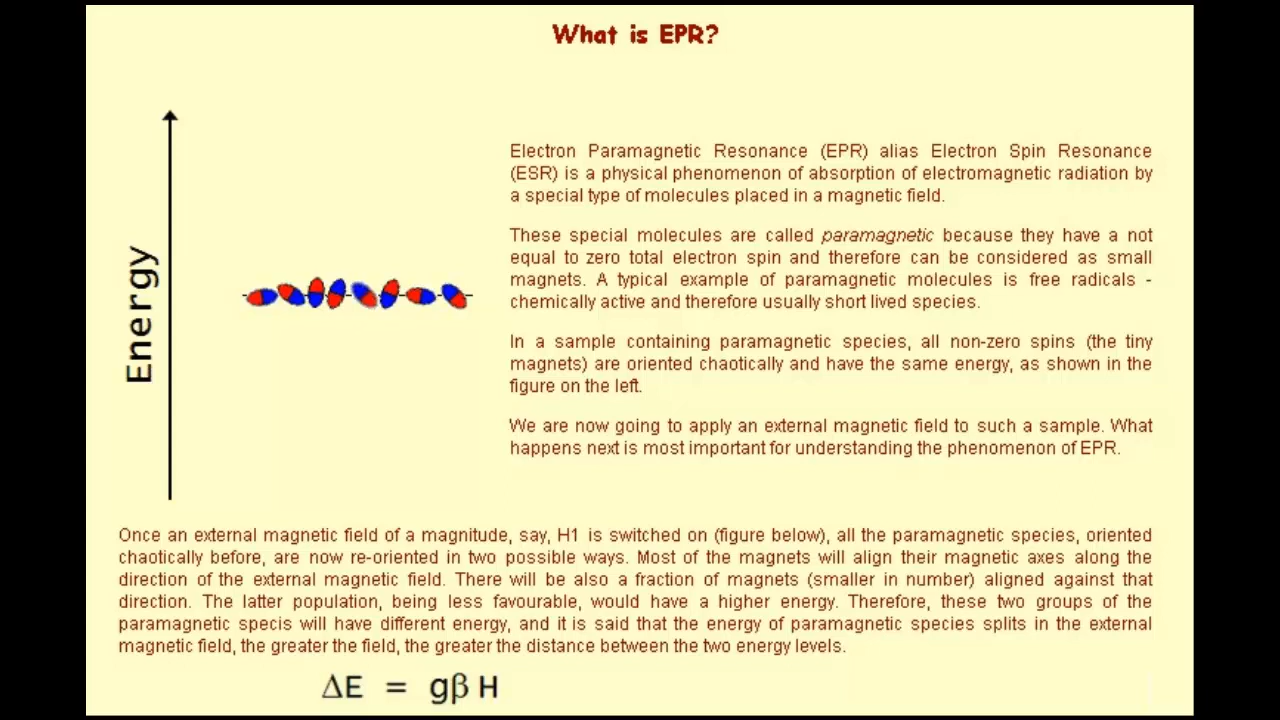 What is EPR?
Energy
Electron Paramagnetic Resonance (EPR) alias Electron Spin Resonance
(ESR) is a physical phenomenon of absorption of electromagnetic radiation by
a special type of molecules placed in a magnetic field.
These special molecules are called paramagnetic because they have a not
equal to zero total electron spin and therefore can be considered as small
magnets. A typical example of paramagnetic molecules is free radicals -
chemically active and therefore usually short lived species.
In a sample containing paramagnetic species, all non-zero spins (the tiny
magnets) are oriented chaotically and have the same energy, as shown in the
figure on the left.
We are now going to apply an external magnetic field to such a sample. What
happens next is most important for understanding the phenomenon of EPR.
Once an external magnetic field of a magnitude, say, H1 is switched on (figure below), all the paramagnetic species, oriented
chaotically before, are now re-oriented in two possible ways. Most of the magnets will align their magnetic axes along the
direction of the external magnetic field. There will be also a fraction of magnets (smaller in number) aligned against that
direction. The latter population, being less favourable, would have a higher energy. Therefore, these two groups of the
paramagnetic specis will have different energy, and it is said that the energy of paramagnetic species splits in the external
magnetic field, the greater the field, the greater the distance between the two energy levels.
ΔE = gβ H